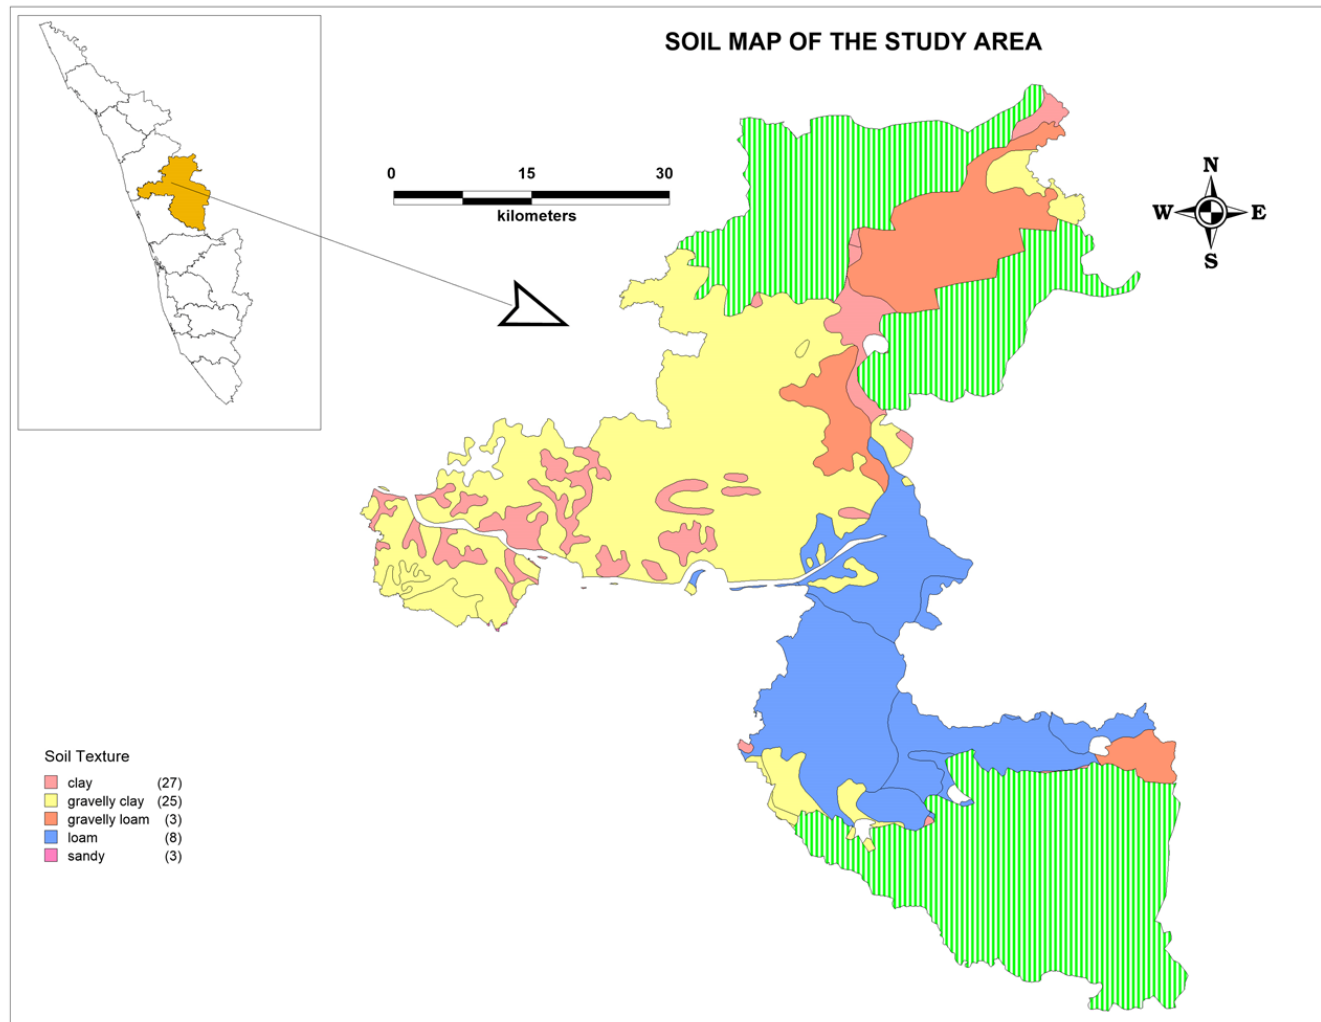 SOIL MAP OF THE STUDY AREA
0 15 30
kilometers
N
W E
S
Soil Texture
clay (27)
gravelly clay (25)
gravelly loam (3)
loam (8)
sandy (3)